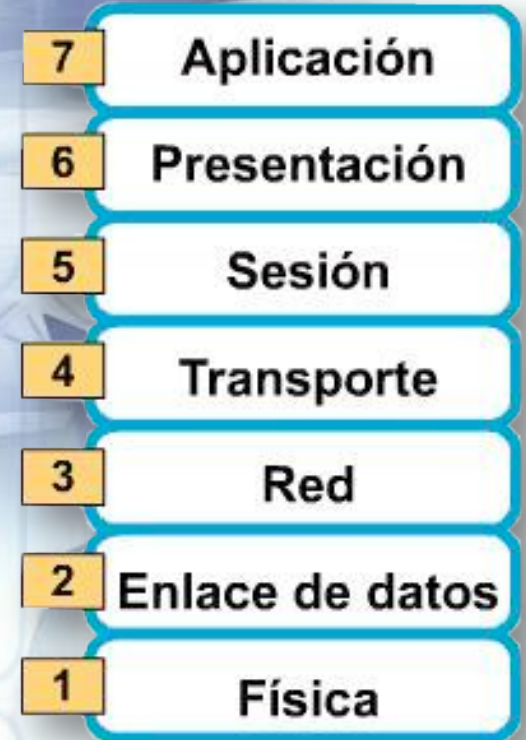 7 Aplicación
6 Presentación
5 Sesión
4 Transporte
3 Red
2 Enlace de datos
1 Física